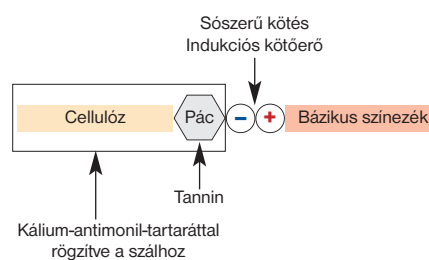 Sószerű kötés
Indukciós kötőerő
Cellulóz
Pác
−
+
Bázikus színezék
Tannin
Kálium-antimonil-tartaráttal
rögzítve a szálhoz